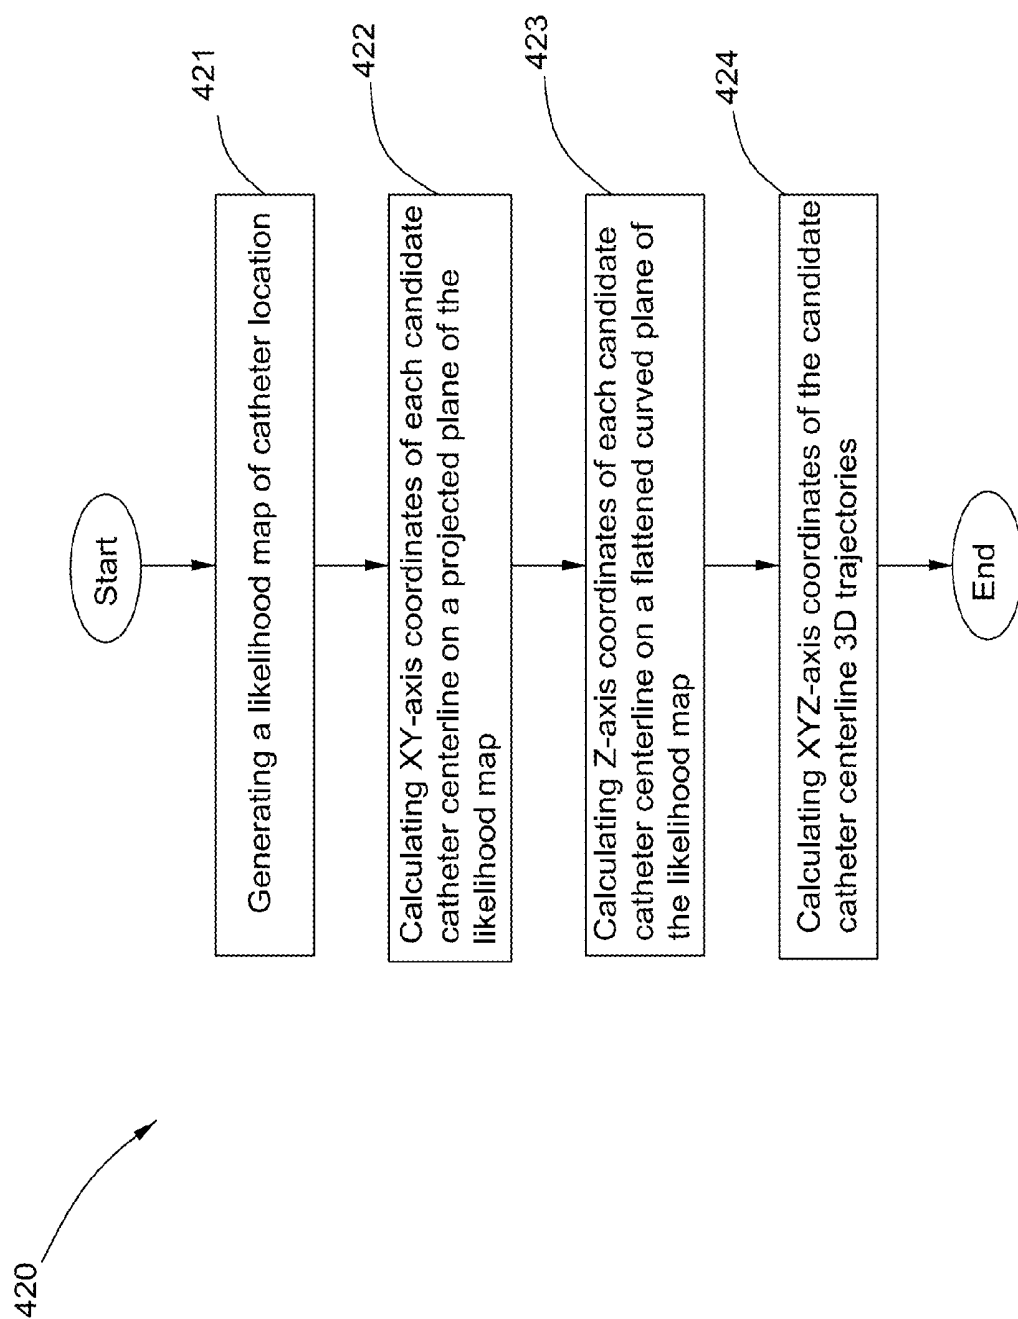 420
Start
421
Generating a likelihood map of catheter location
422
Calculating XY-axis coordinates of each candidate
catheter centerline on a projected plane of the
likelihood map
423
Calculating Z-axis coordinates of each candidate
catheter centerline on a flattened curved plane of
the likelihood map
424
Calculating XYZ-axis coordinates of the candidate
catheter centerline 3D trajectories
End